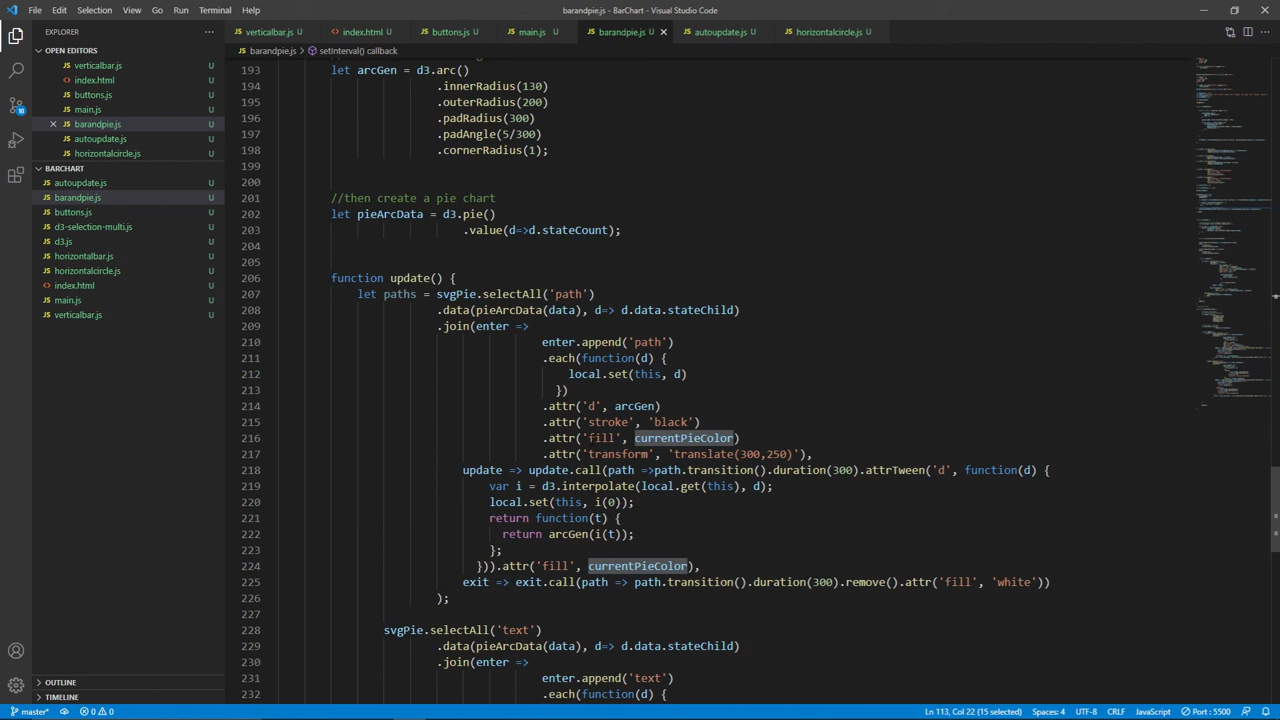 File Edit Selection View Go Run Terminal Help
barandpie.js - BarChart - Visual Studio Code
EXPLORER
verticalbar.js U
index.html U
buttons.js U
main.js U
barandpie.js U
autoupdate.js U
horizontalcircle.js U
OPEN EDITORS
verticalbar.js U
index.html U
buttons.js U
main.js U
barandpie.js U
autoupdate.js U
horizontalcircle.js U
BARCHART
autoupdate.js U
barandpie.js U
buttons.js U
d3-selection-multi.js U
d3.js U
horizontalbar.js U
horizontalcircle.js U
index.html U
main.js U
verticalbar.js U
OUTLINE
TIMELINE
10
barandpie.js > setInterval() callback
193 let arcGen = d3.arc()
194 .innerRadius(130)
195 .outerRadius(200)
196 .padRadius(300)
197 .padAngle(5/300)
198 .cornerRadius(1);
199
200
201 //then create a pie chart
202 let pieArcData = d3.pie()
203 .value(d=>d.stateCount);
204
205
206 function update() {
207 let paths = svgPie.selectAll('path')
208 .data(pieArcData(data), d=> d.data.stateChild)
209 .join(enter =>
210 enter.append('path')
211 .each(function(d) {
212 local.set(this, d)
213 })
214 .attr('d', arcGen)
215 .attr('stroke', 'black')
216 .attr('fill', currentPieColor)
217 .attr('transform', 'translate(300,250)'),
218 update => update.call(path =>path.transition().duration(300).attrTween('d', function(d) {
219 var i = d3.interpolate(local.get(this), d);
220 local.set(this, i(0));
221 return function(t) {
222 return arcGen(i(t));
223 };
224 })).attr('fill', currentPieColor),
225 exit => exit.call(path => path.transition().duration(300).remove().attr('fill', 'white'))
226 );
227
228 svgPie.selectAll('text')
229 .data(pieArcData(data), d=> d.data.stateChild)
230 .join(enter =>
231 enter.append('text')
232 .each(function(d) {
master* 0 0 Ln 113, Col 22 (15 selected) Spaces: 4 UTF-8 CRLF JavaScript Port : 5500